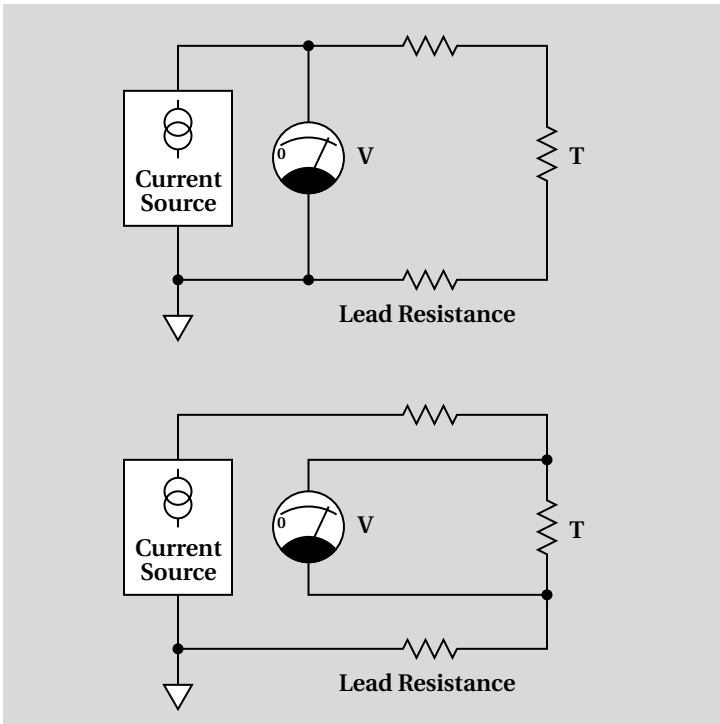 0
V
T
Current
Source
Lead Resistance
0
V
T
Current
Source
Lead Resistance